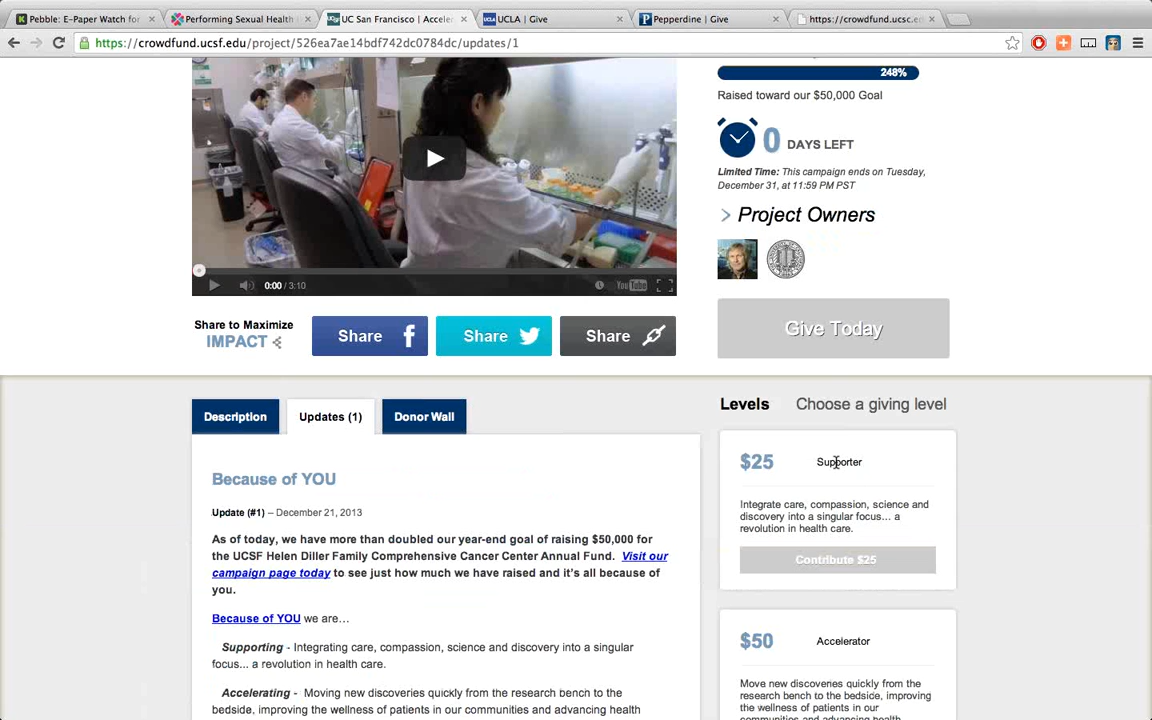 Pebble: E-Paper Watch for
Performing Sexual Health
UC San Francisco | Acceler
UCLA | Give
Pepperdine | Give
https://crowdfund.ucsf.ec
https://crowdfund.ucsf.edu/project/526ea7ae14bdf742dc0784dc/updates/1
248%
Raised toward our $50,000 Goal
0 DAYS LEFT
Limited Time: This campaign ends on Tuesday,
December 31, at 11:59 PM PST
Project Owners
0:00 / 3:10
YouTube
Share to Maximize
IMPACT
Share
Share
Share
Give Today
Description
Updates (1)
Donor Wall
Levels Choose a giving level
Because of YOU
Update (#1) – December 21, 2013
As of today, we have more than doubled our year-end goal of raising $50,000 for
the UCSF Helen Diller Family Comprehensive Cancer Center Annual Fund. Visit our
campaign page today to see just how much we have raised and it's all because of
you.
Because of YOU we are…
Supporting - Integrating care, compassion, science and discovery into a singular
focus... a revolution in health care.
Accelerating - Moving new discoveries quickly from the research bench to the
bedside, improving the wellness of patients in our communities and advancing health
$25 Supporter
Integrate care, compassion, science and
discovery into a singular focus... a
revolution in health care.
Contribute $25
$50 Accelerator
Move new discoveries quickly from the
research bench to the bedside, improving
the wellness of patients in our
communities and advancing health